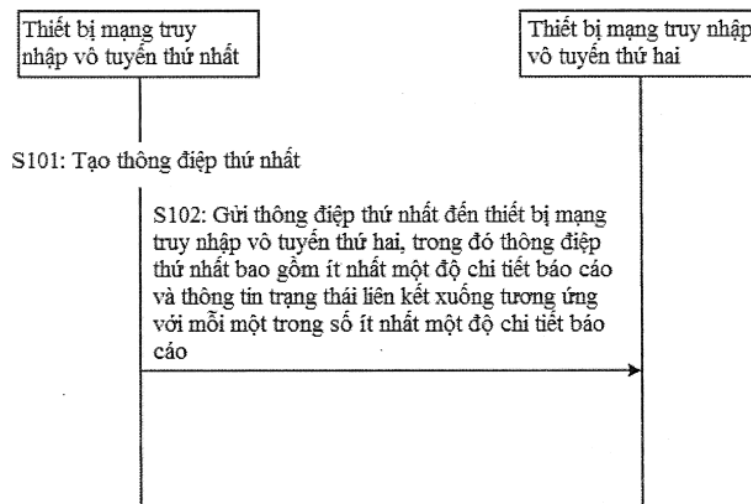 Thiết bị mạng truy
nhập vô tuyến thứ nhất
Thiết bị mạng truy nhập
vô tuyến thứ hai
S101: Tạo thông điệp thứ nhất
S102: Gửi thông điệp thứ nhất đến thiết bị mạng
truy nhập vô tuyến thứ hai, trong đó thông điệp
thứ nhất bao gồm ít nhất một độ chi tiết báo cáo
và thông tin trạng thái liên kết xuống tương ứng
với mỗi một trong số ít nhất một độ chi tiết báo
cáo